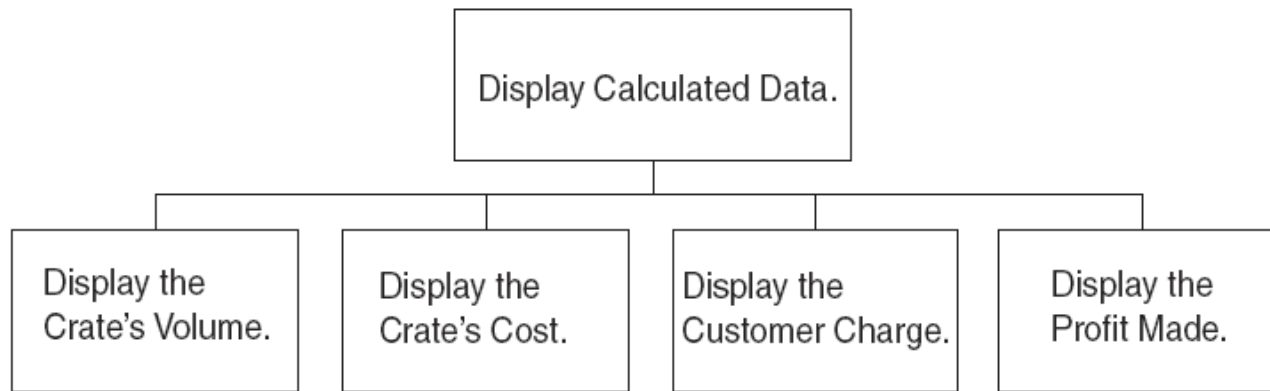 Display Calculated Data.
Display the
Crate’s Volume.
Display the
Crate’s Cost.
Display the
Customer Charge.
Display the
Profit Made.